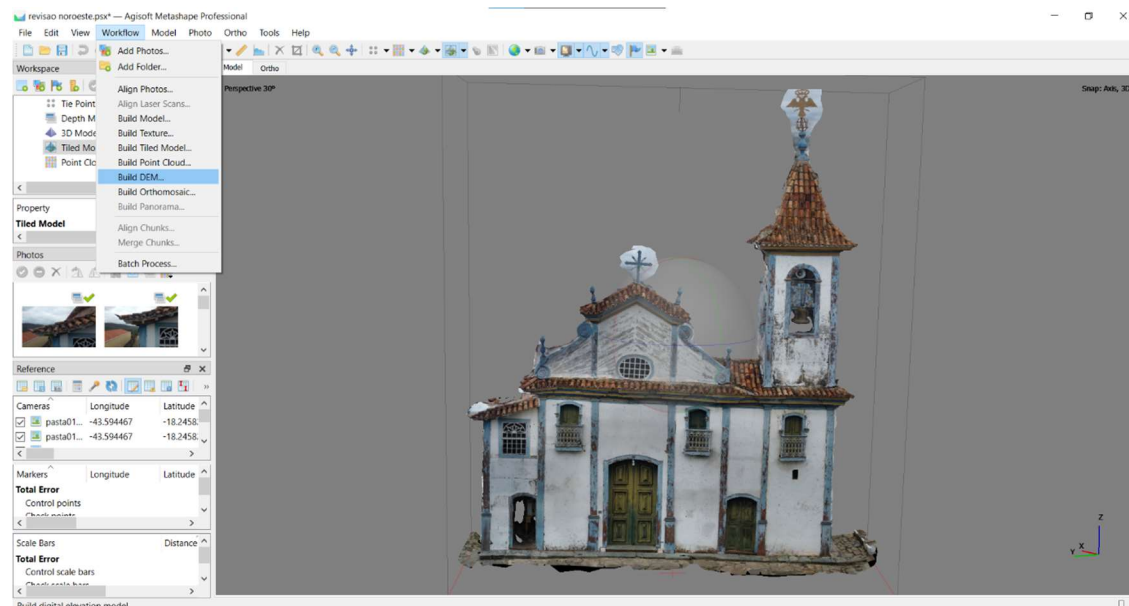 revisao noroeste.psx* — Agisoft Metashape Professional
File Edit View Workflow Model Photo Ortho Tools Help
Workspace
Tie Point
Depth M
3D Mode
Tiled Mo
Point Clo
Add Photos...
Add Folder...
Align Photos...
Align Laser Scans...
Build Model...
Build Texture...
Build Tiled Model...
Build Point Cloud...
Build DEM...
Build Orthomosaic...
Build Panorama...
Align Chunks...
Merge Chunks...
Batch Process...
Model Ortho
Perspective 30°
Snap: Axis, 3D
Property
Tiled Model
Photos
Reference
Cameras Longitude Latitude
pasta01... -43.594467 -18.2458
pasta01... -43.594467 -18.2458
Markers Longitude Latitude
Total Error
Control points
Check points
Scale Bars Distance
Total Error
Control scale bars
Check scale bars
Build digital elevation model
Z
X
Y